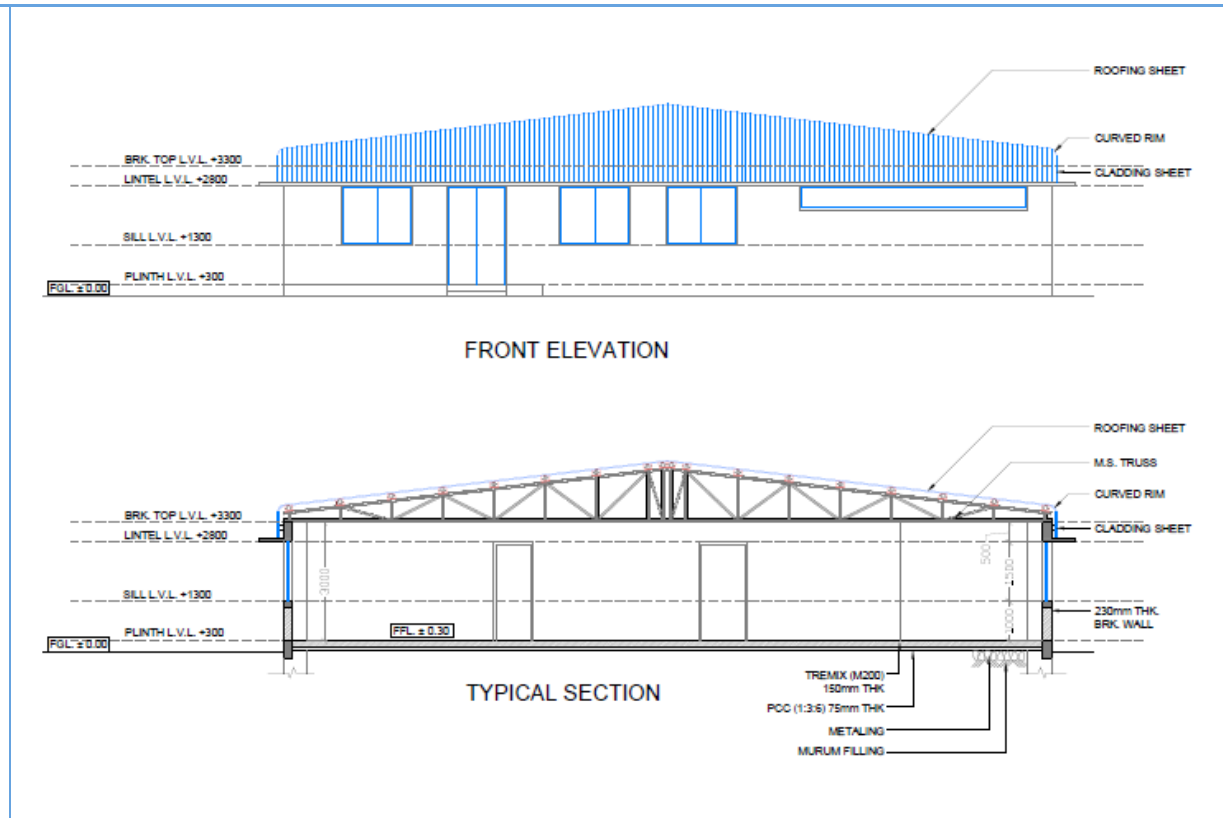 ROOFING SHEET
CURVED RIM
BRK. TOP L.V.L. +3300
CLADDING SHEET
LINTEL L.V.L. +2800
SILL L.V.L. +1300
PLINTH L.V.L. +300
FGL. ± 0.00
FRONT ELEVATION
ROOFING SHEET
M.S. TRUSS
CURVED RIM
BRK. TOP L.V.L. +3300
CLADDING SHEET
LINTEL L.V.L. +2800
500
1500
3000
SILL L.V.L. +1300
230mm THK.
BRK. WALL
1000
PLINTH L.V.L. +300
FFL. ± 0.30
FGL. ± 0.00
TREMIX (M200)
150mm THK
TYPICAL SECTION
PCC (1:3:6) 75mm THK
METALING
MURUM FILLING